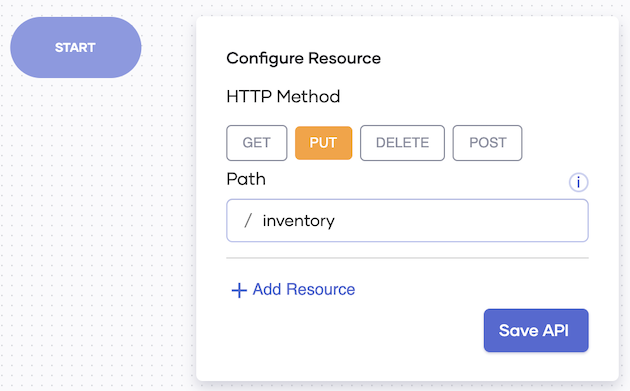 START
Configure Resource
HTTP Method
GET PUT DELETE POST
Path
i
/ inventory
+ Add Resource
Save API